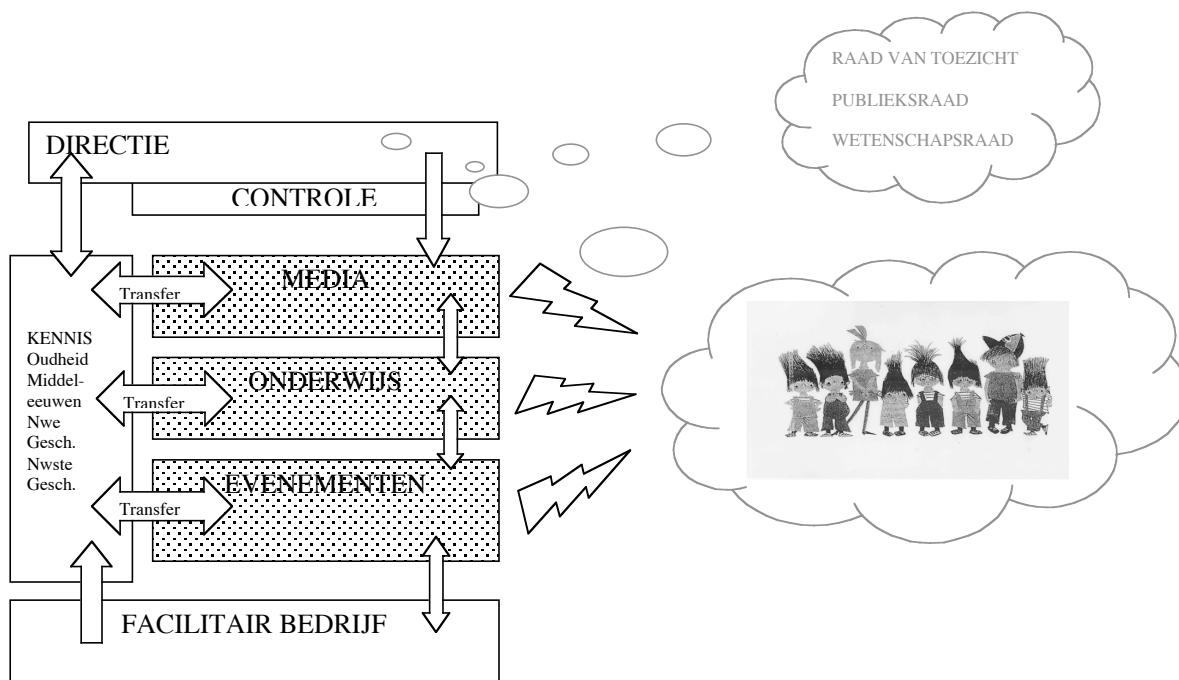 RAAD VAN TOEZICHT
PUBLIEKSRAAD
WETENSCHAPSRAAD
DIRECTIE
CONTROLE
MEDIA
Transfer
KENNIS
Oudheid
Middel-
eeuwen
Nwe
Gesch.
Nwste
Gesch.
ONDERWIJS
Transfer
EVENEMENTEN
Transfer
FACILITAIR BEDRIJF